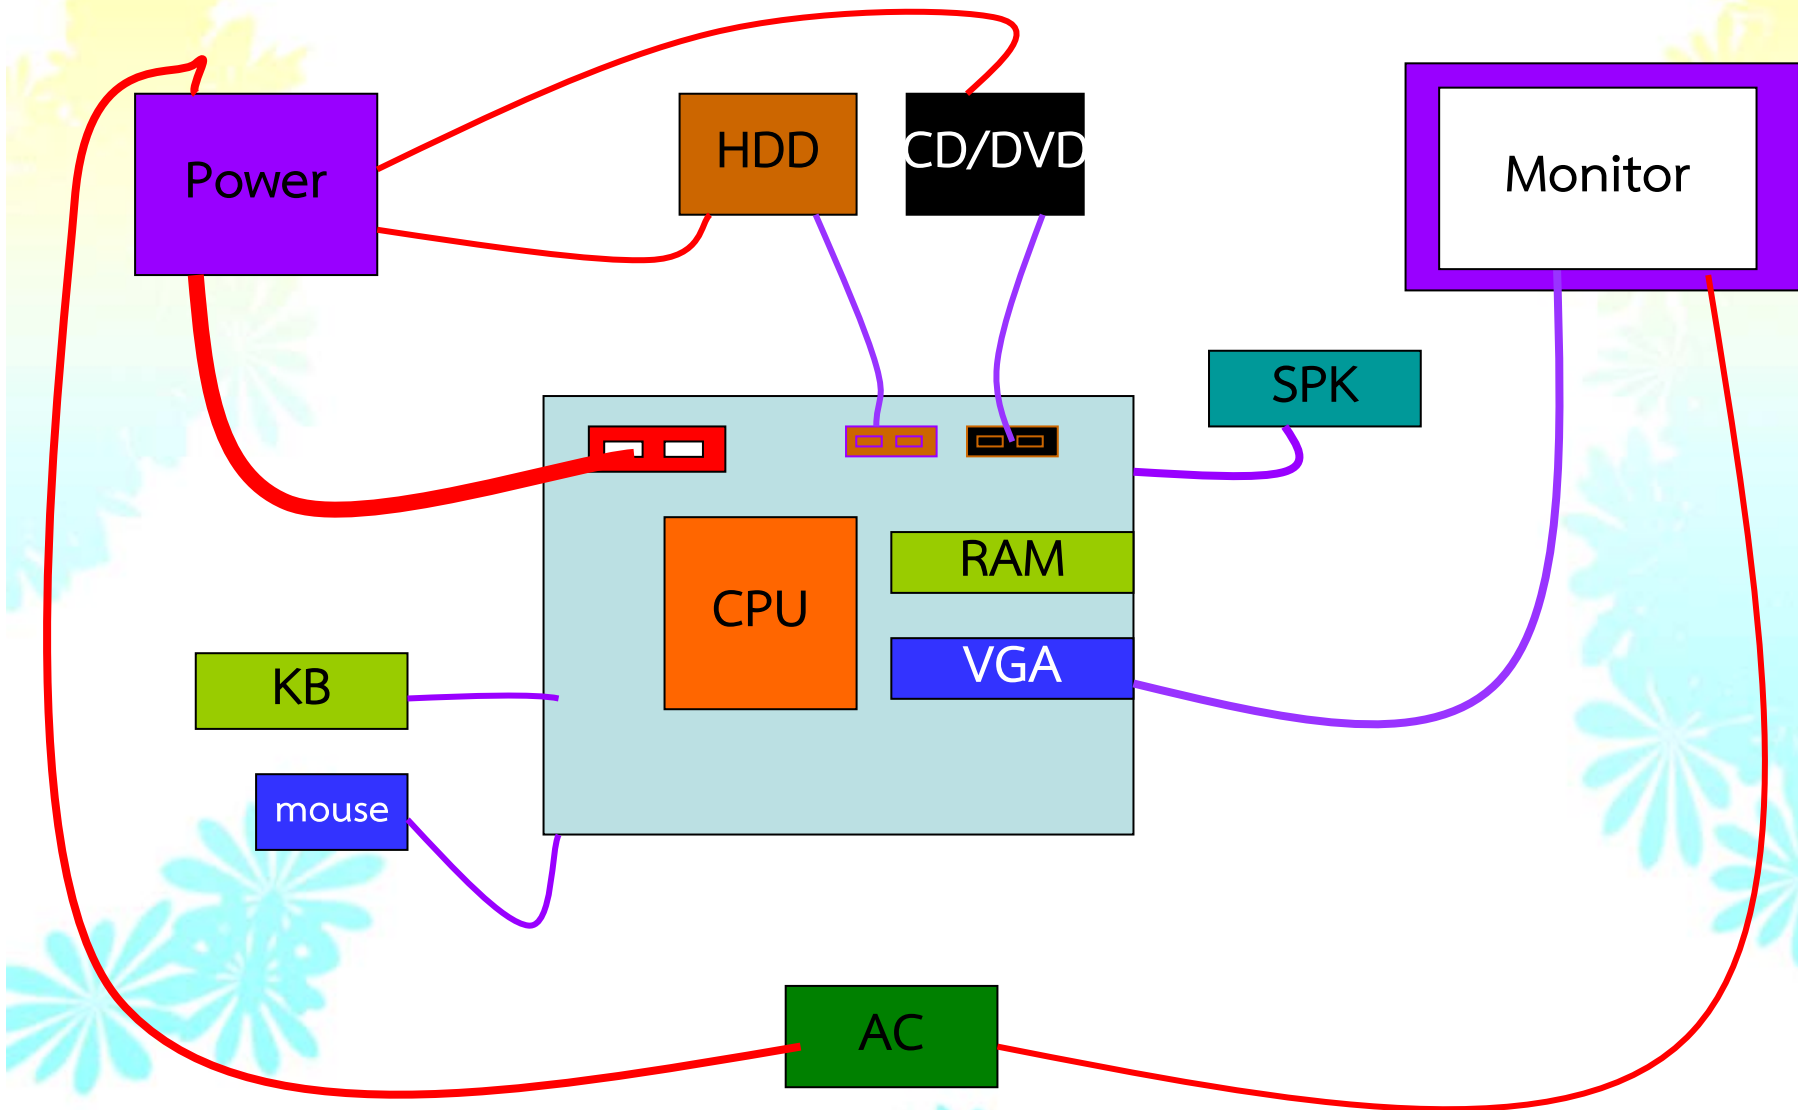 Power
HDD
CD/DVD
Monitor
SPK
RAM
CPU
VGA
KB
mouse
AC